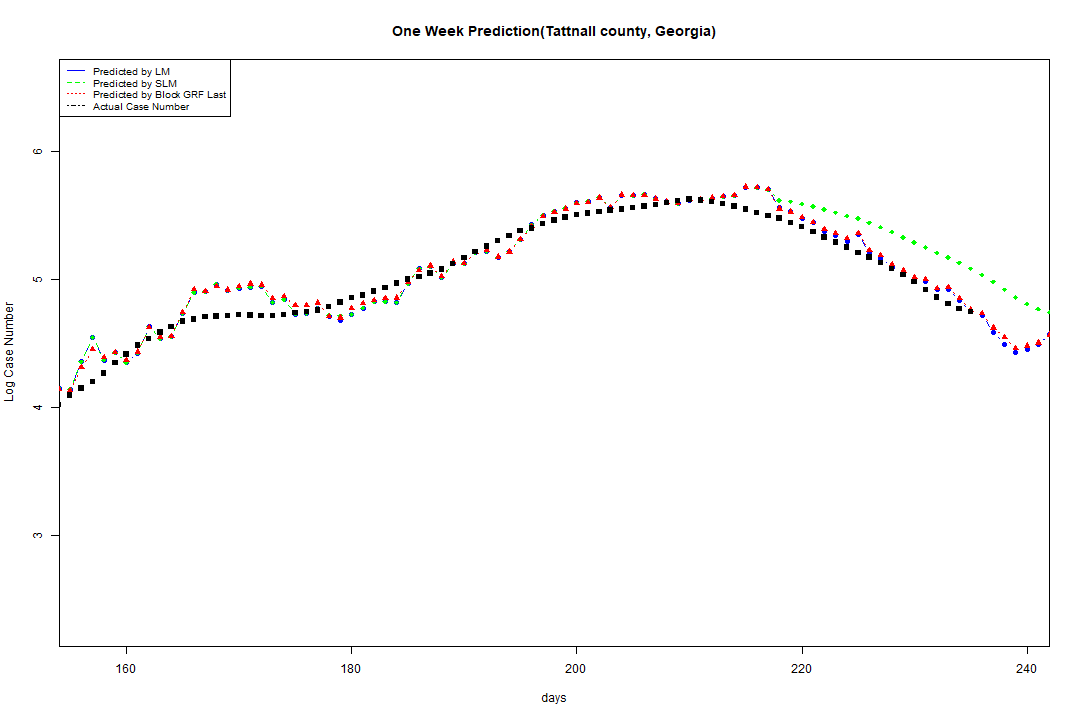 One Week Prediction(Tattnall county, Georgia)
Predicted by LM
Predicted by SLM
Predicted by Block GRF Last
Actual Case Number
6
5
4
3
Log Case Number
160 180 200 220 240
days